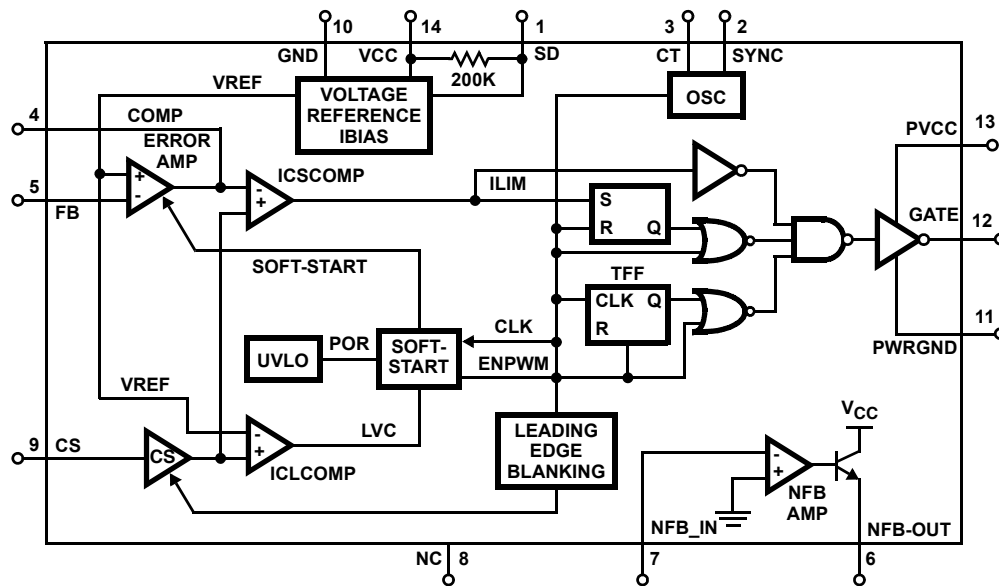 10
14
1
3
2
GND
VCC
SD
CT
SYNC
200K
VREF
VOLTAGE
REFERENCE
IBIAS
OSC
4
COMP
ERROR
AMP
+
-
5
FB
ICSCOMP
-
+
ILIM
S
R
Q
PVCC
13
GATE
12
SOFT-START
TFF
CLK
Q
R
11
PWRGND
UVLO
POR
SOFT-
START
CLK
ENPWM
VREF
9
CS
CS
-
+
ICLCOMP
LVC
LEADING
EDGE
BLANKING
VCC
-
+
NFB
AMP
NFB_IN
NFB-OUT
NC
8
7
6